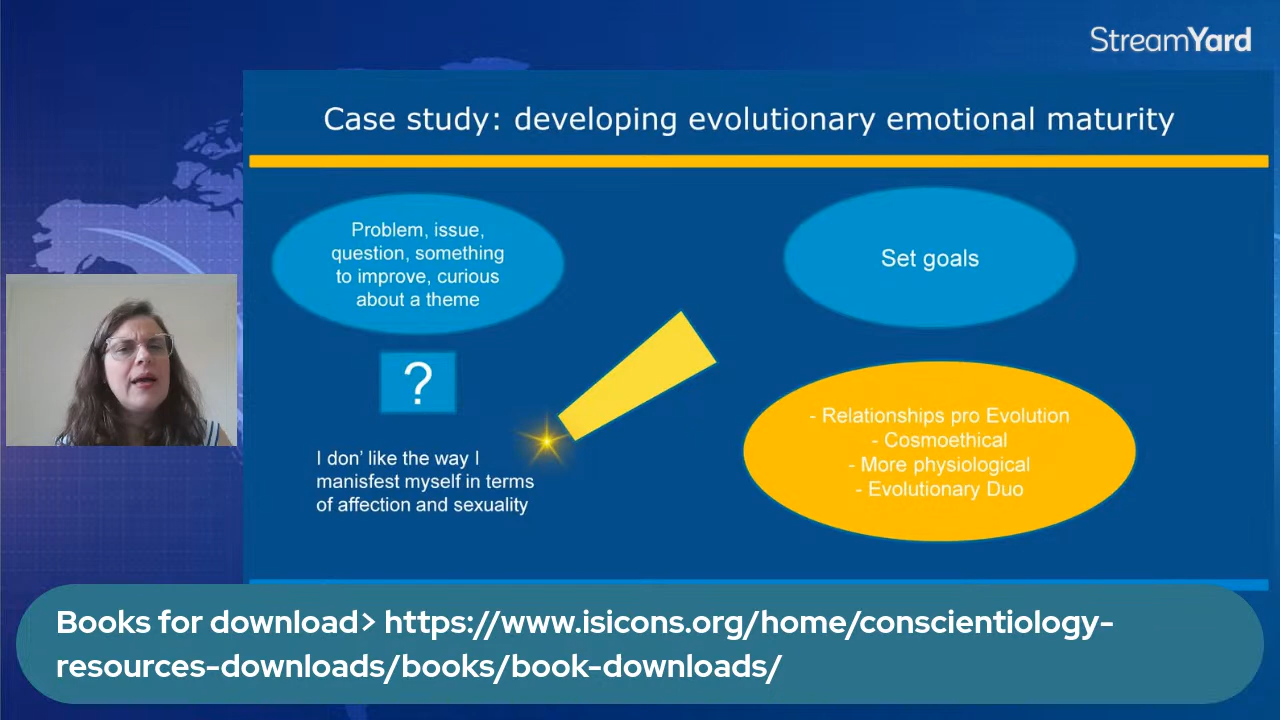 StreamYard
Case study: developing evolutionary emotional maturity
Problem, issue,
question, something
to improve, curious
about a theme
?
I don' like the way I
manisfest myself in terms
of affection and sexuality
Set goals
- Relationships pro Evolution
- Cosmoethical
- More physiological
- Evolutionary Duo
Books for download> https://www.isicons.org/home/conscientiology-
resources-downloads/books/book-downloads/